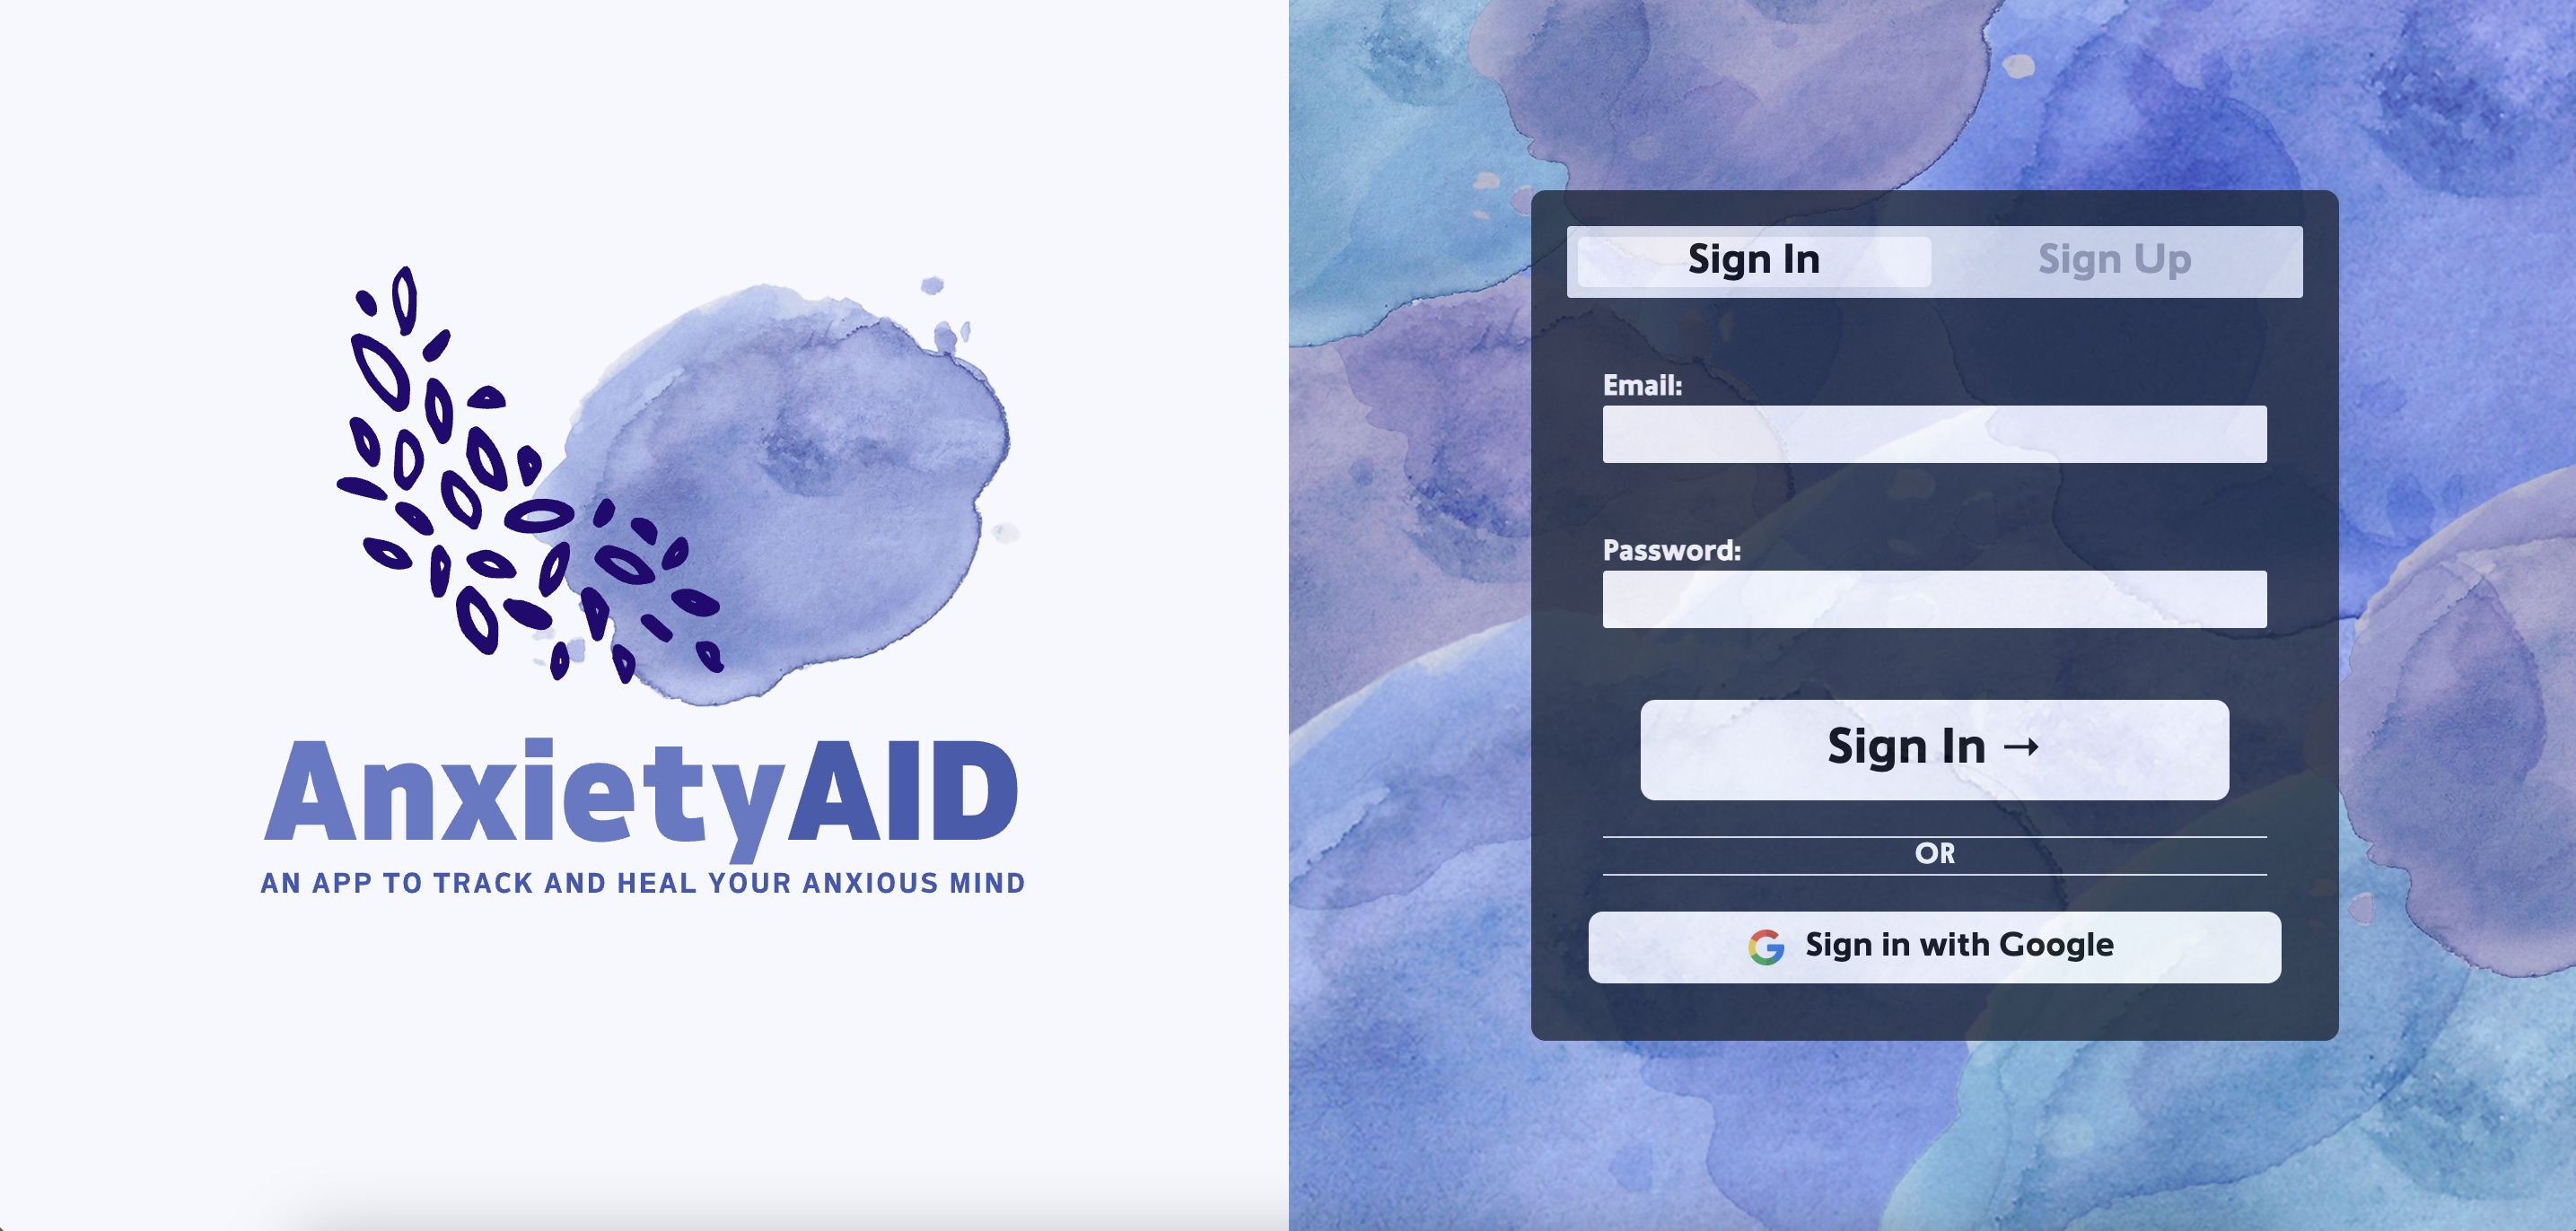 AnxietyAID
AN APP TO TRACK AND HEAL YOUR ANXIOUS MIND
Sign In
Sign Up
Email:
Password:
Sign In →
OR
Sign in with Google